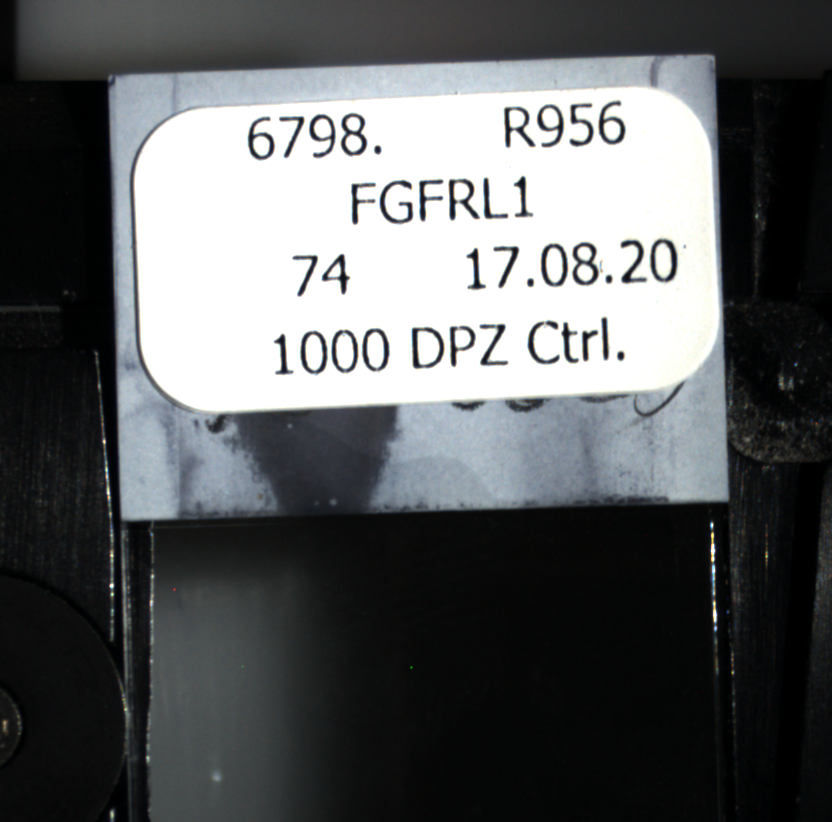 6798. R956
FGFRL1
74 17.08.20
1000 DPZ Ctrl.